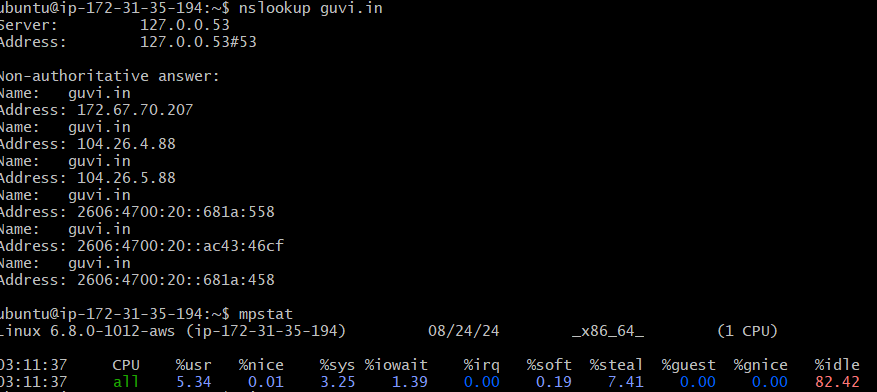 ubuntu@ip-172-31-35-194:~$ nslookup guvi.in
Server:         127.0.0.53
Address:        127.0.0.53#53
Non-authoritative answer:
Name:   guvi.in
Address: 172.67.70.207
Name:   guvi.in
Address: 104.26.4.88
Name:   guvi.in
Address: 104.26.5.88
Name:   guvi.in
Address: 2606:4700:20::681a:558
Name:   guvi.in
Address: 2606:4700:20::ac43:46cf
Name:   guvi.in
Address: 2606:4700:20::681a:458
ubuntu@ip-172-31-35-194:~$ mpstat
Linux 6.8.0-1012-aws (ip-172-31-35-194)         08/24/24        _x86_64_        (1 CPU)
03:11:37     CPU    %usr   %nice    %sys %iowait    %irq   %soft  %steal  %guest  %gnice   %idle
03:11:37     all    5.34    0.01    3.25    1.39    0.00    0.19    7.41    0.00    0.00   82.42